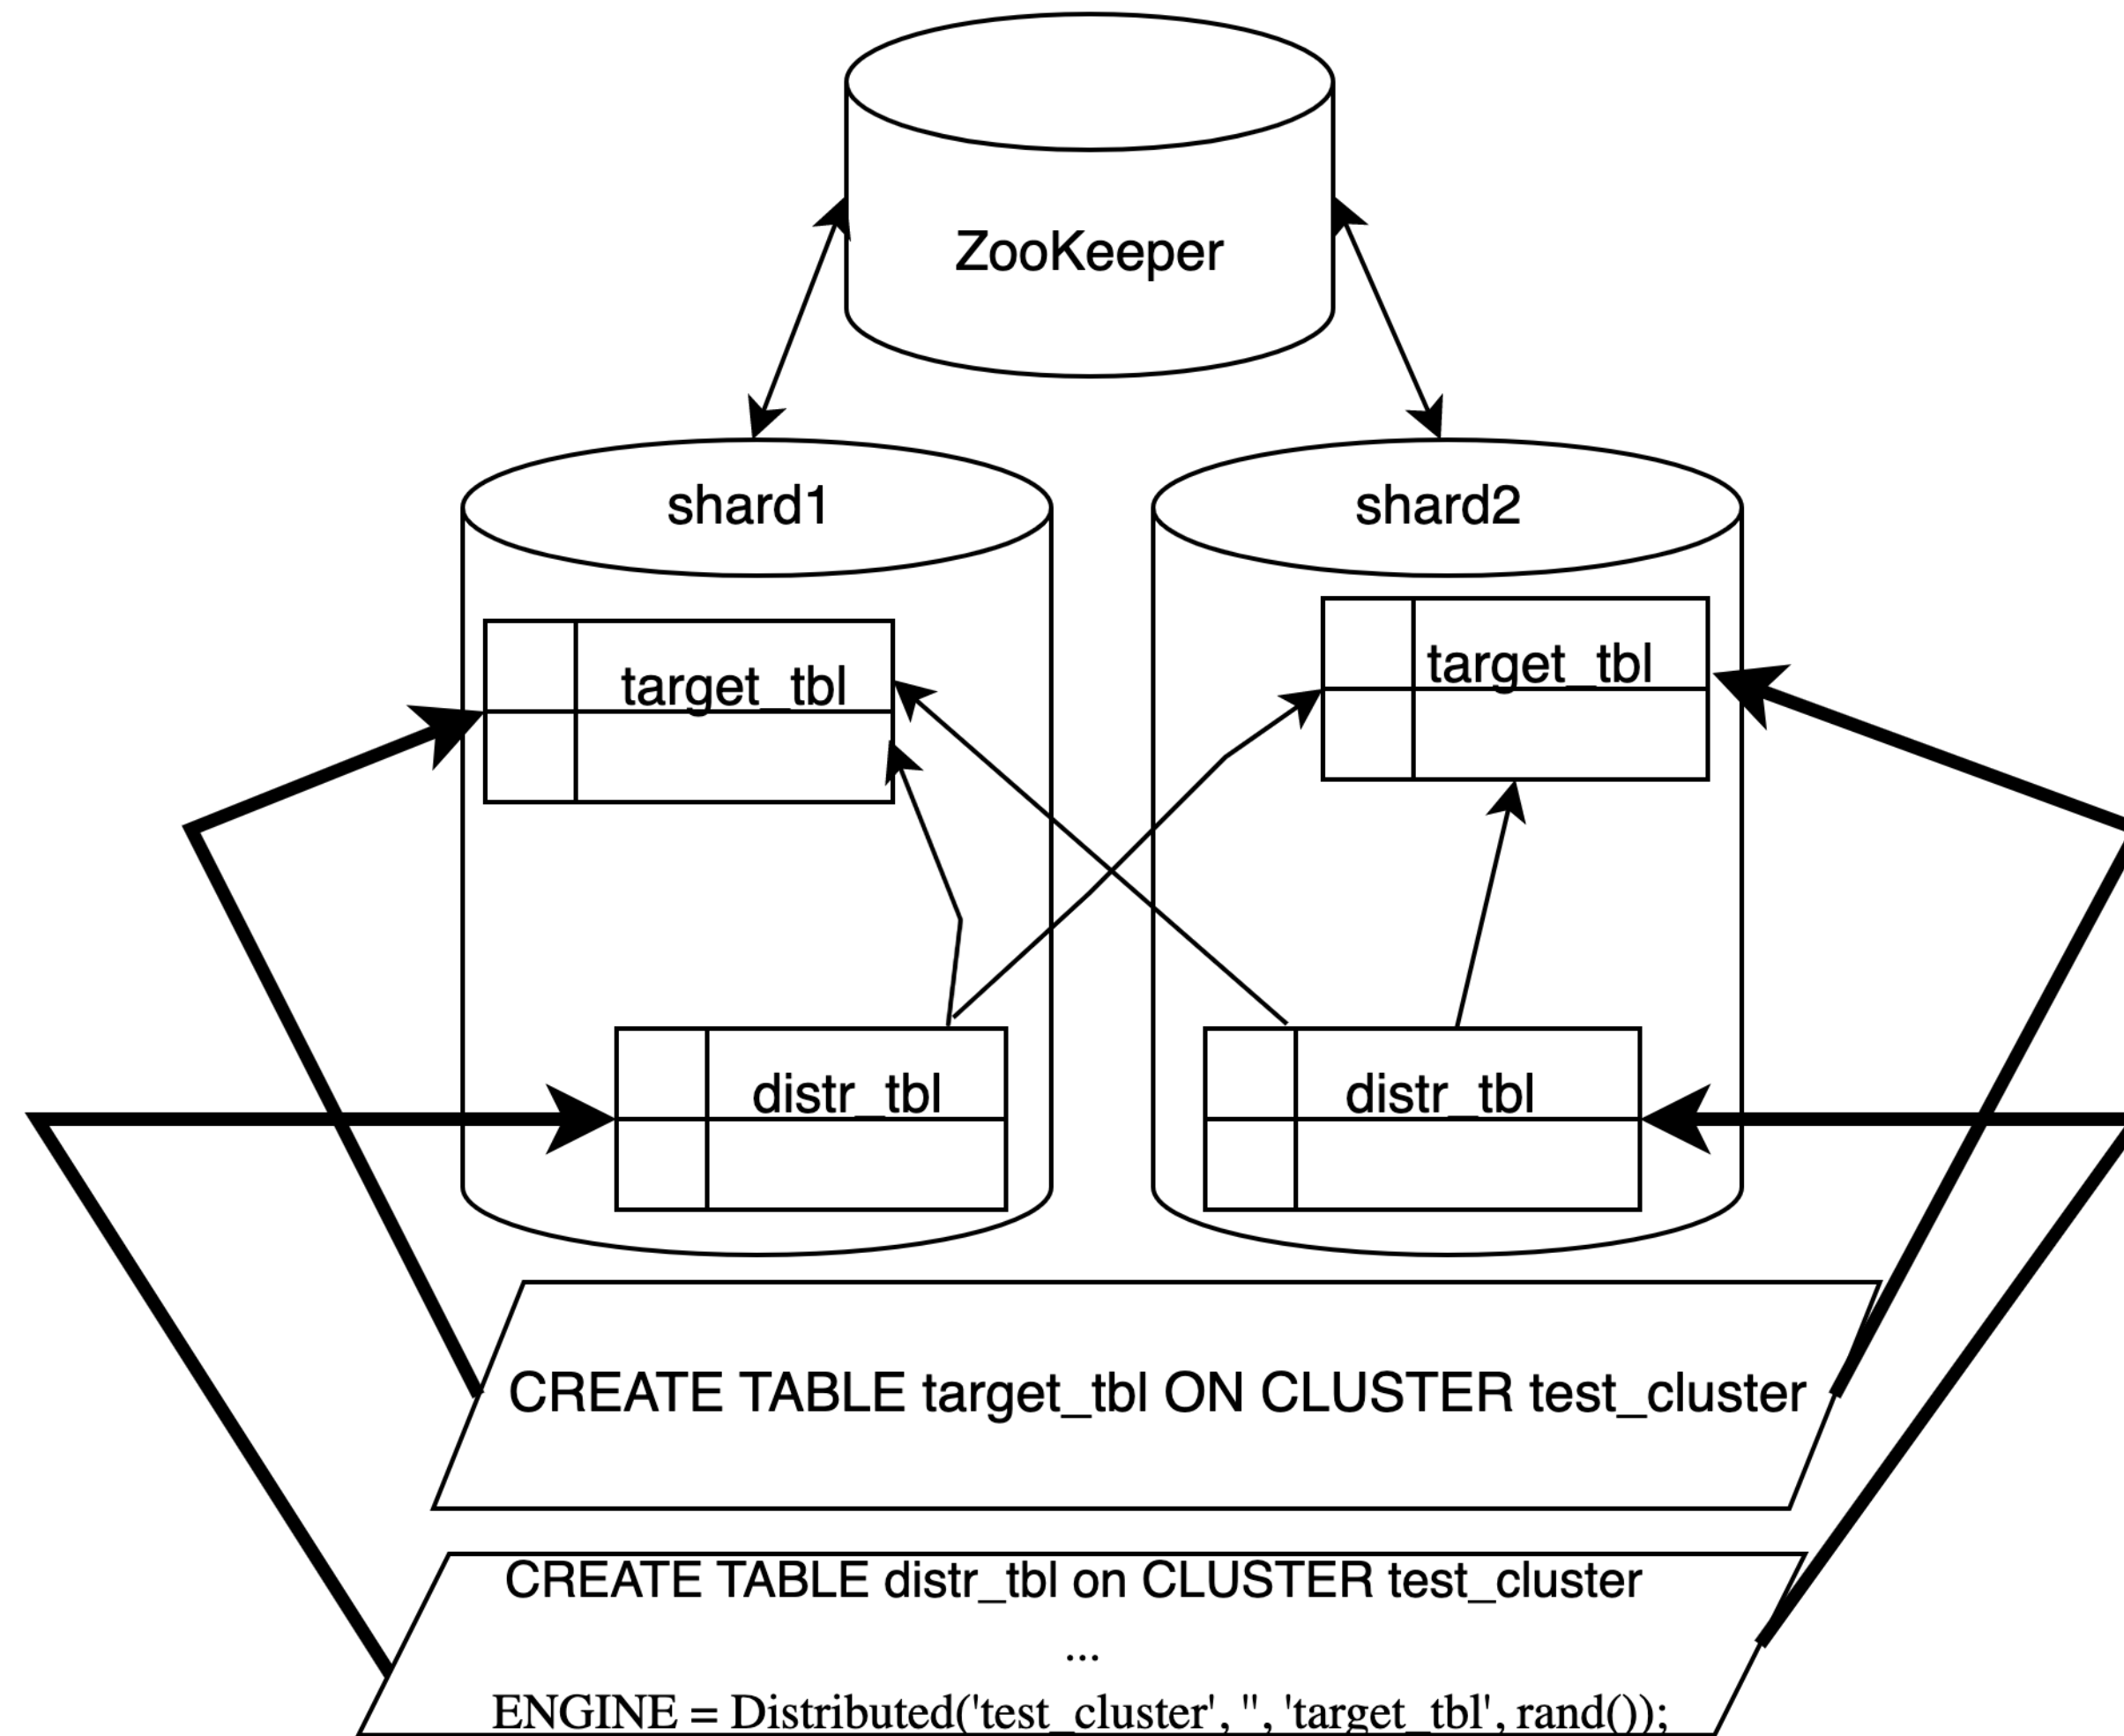 ZooKeeper
shard1
shard2
target_tbl
target_tbl
distr_tbl
distr_tbl
CREATE TABLE target_tbl ON CLUSTER test_cluster
CREATE TABLE distr_tbl on CLUSTER test_cluster
...
ENGINE = Distributed('test_cluster', '', 'target_tbl', rand());